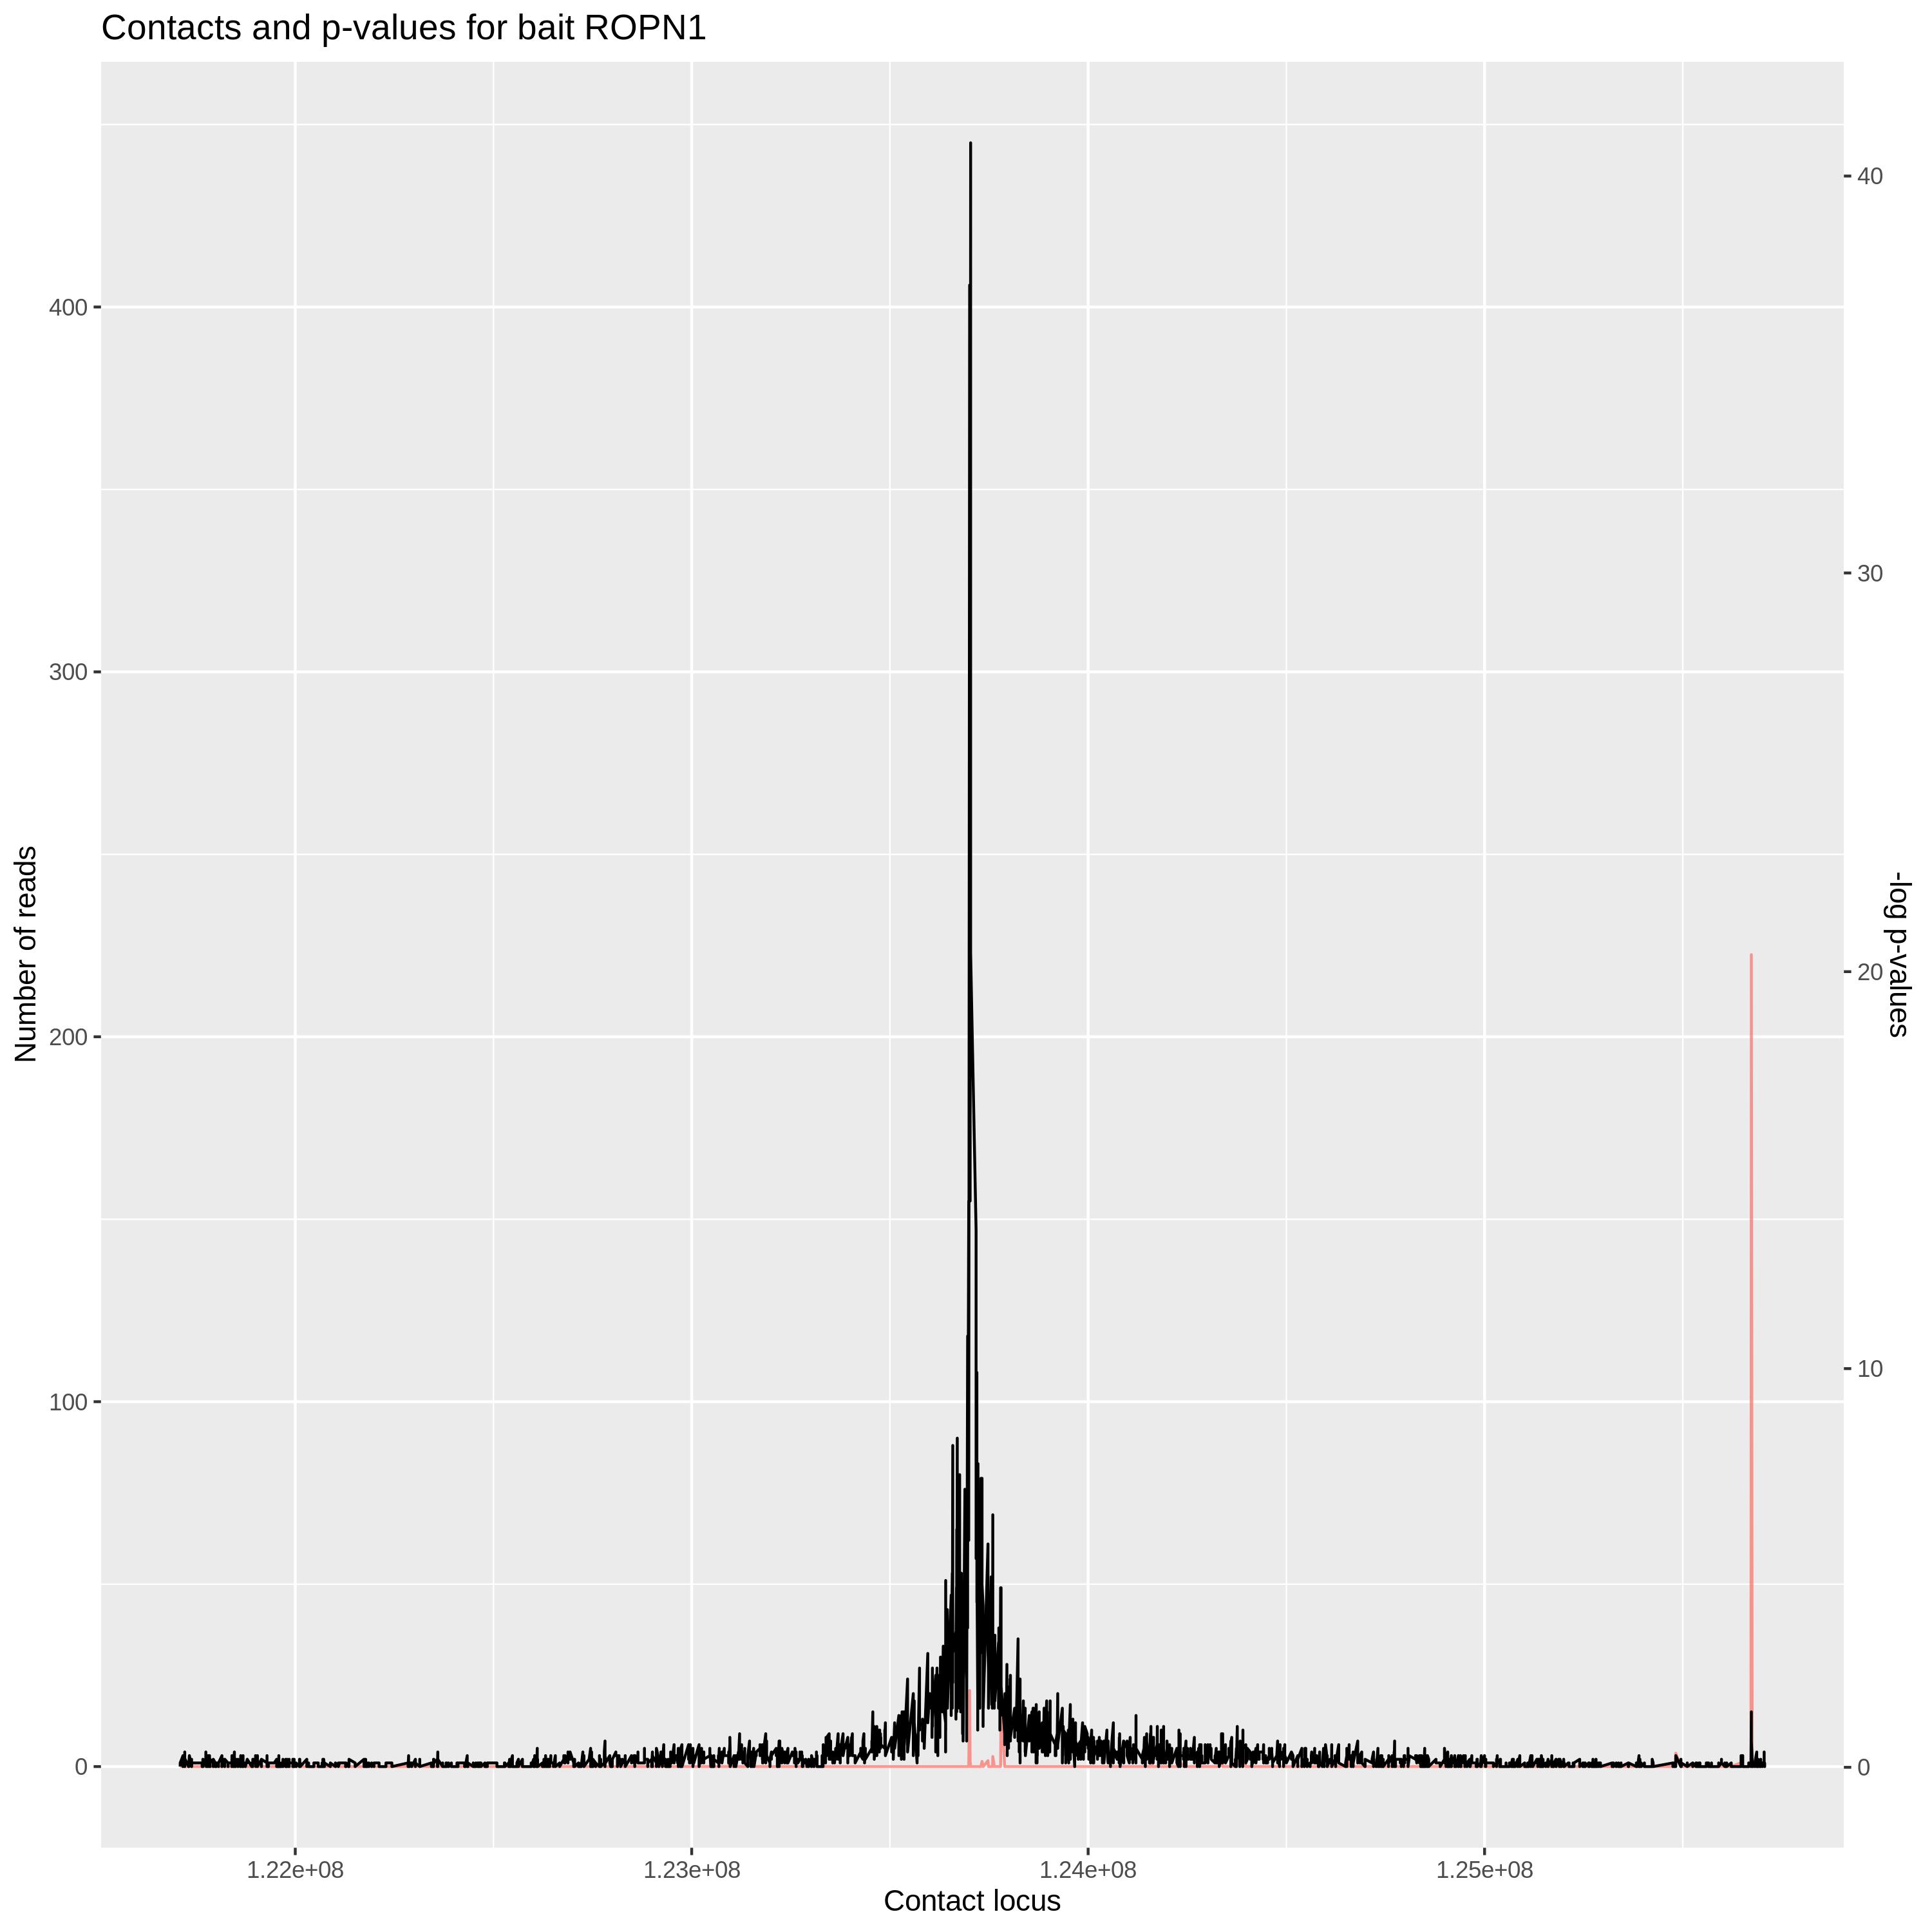 Contacts and p-values for bait ROPN1
400
300
200
100
0
Number of reads
40
30
20
10
0
-log p-values
1.22e+08
1.23e+08
1.24e+08
1.25e+08
Contact locus